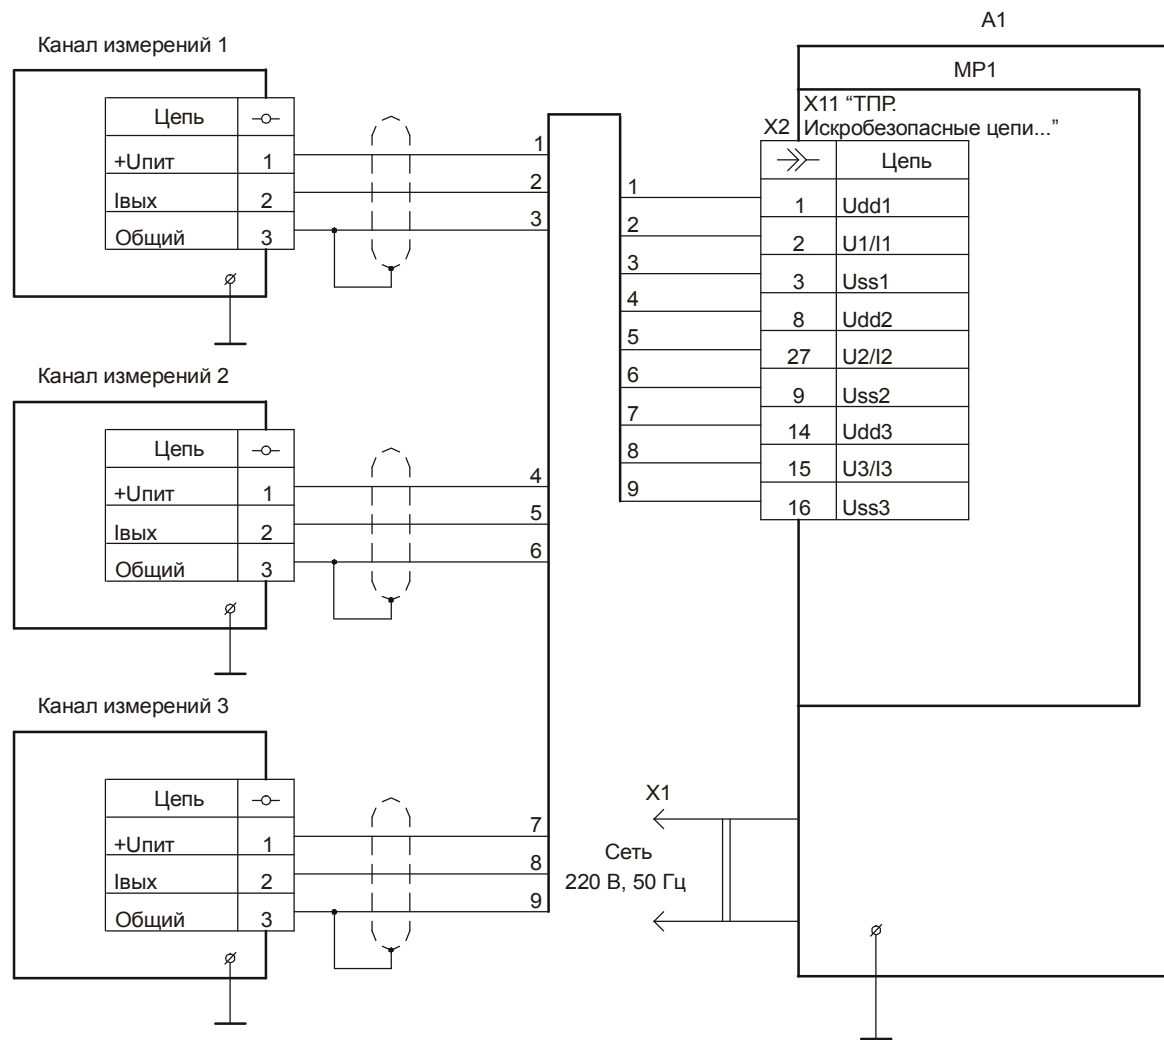 Канал измерений 1
Цепь
+Uпит 1
Iвых 2
Общий 3
1
2
3
Канал измерений 2
Цепь
+Uпит 1
Iвых 2
Общий 3
4
5
6
Канал измерений 3
Цепь
+Uпит 1
Iвых 2
Общий 3
7
8
9
A1
MP1
X11 “ТПР.
X2 Искробезопасные цепи...”
Цепь
1 1 Udd1
2 2 U1/I1
3 3 Uss1
4 8 Udd2
5 27 U2/I2
6 9 Uss2
7 14 Udd3
8 15 U3/I3
9 16 Uss3
X1
Сеть
220 В, 50 Гц